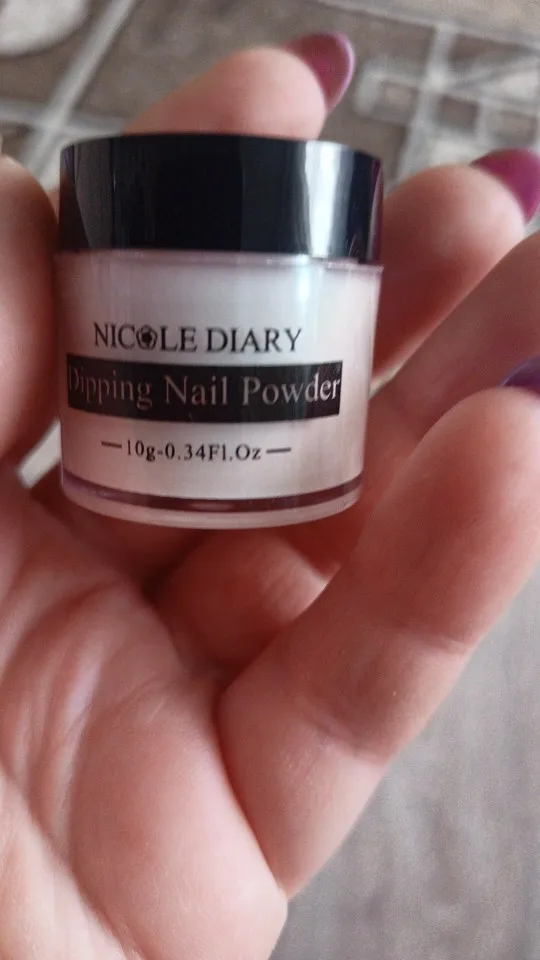 NICOLE DIARY
Dipping Nail Powder
10g-0.34Fl.Oz